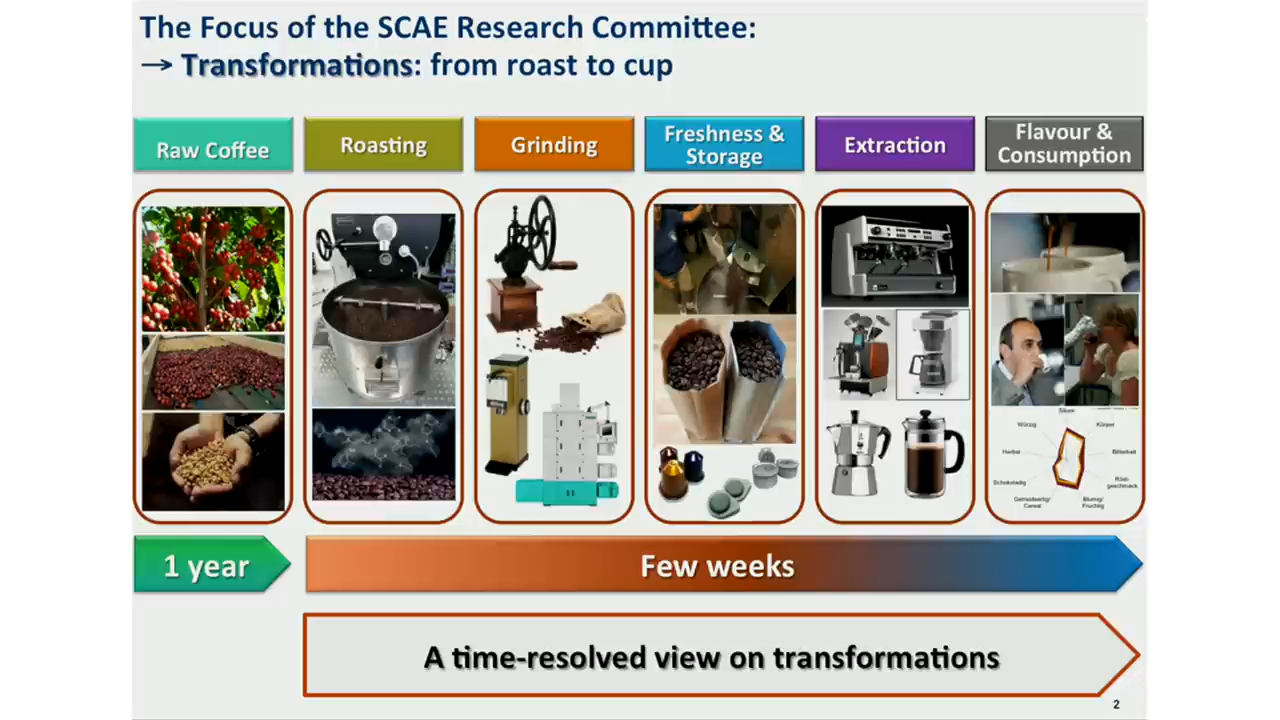 The Focus of the SCAE Research Committee:
→ Transformations: from roast to cup
Raw Coffee
Roasting
Grinding
Freshness &
Storage
Extraction
Flavour &
Consumption
Säure
Würzig
Körper
Herbal
Bitterkeit
Schokoladig
Röst-
geschmack
Getreideartig/
Cereal
Blumig/
Fruchtig
1 year
Few weeks
A time-resolved view on transformations
2